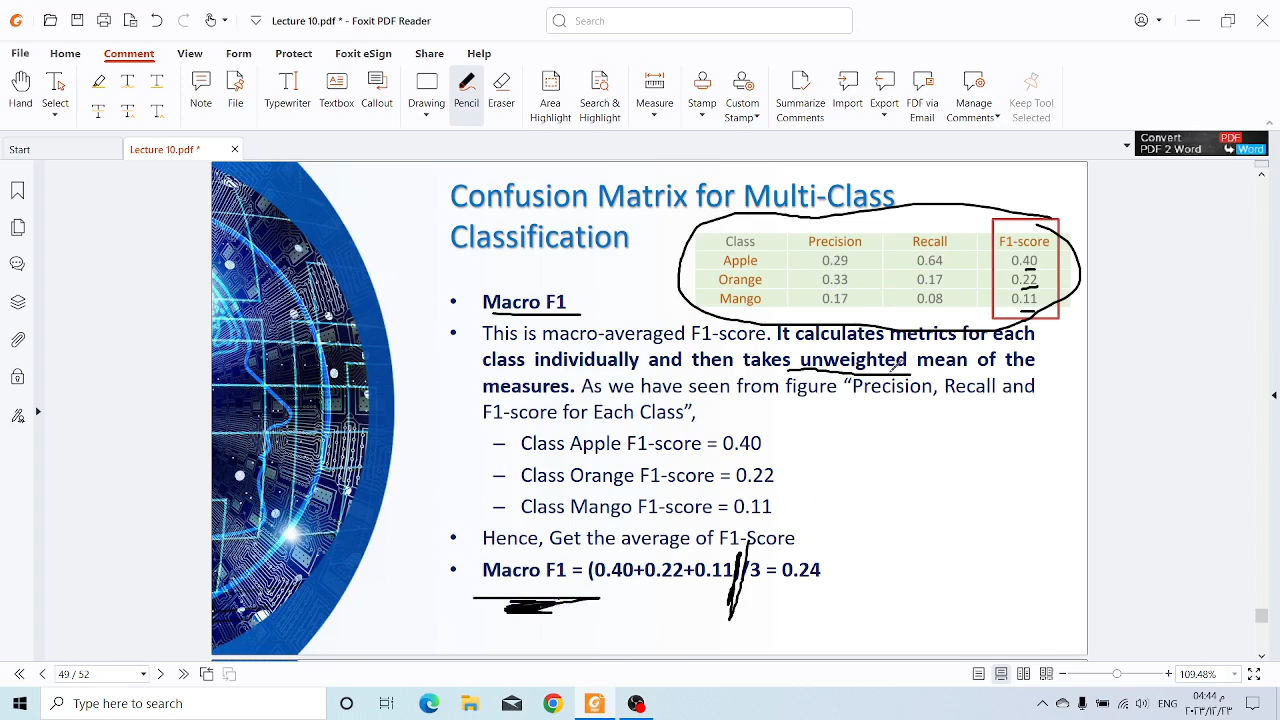 Lecture 10.pdf * - Foxit PDF Reader
Search
File Home Comment View Form Protect Foxit eSign Share Help
Hand Select Note File Typewriter Textbox Callout Drawing Pencil Eraser Area Highlight Search & Highlight Measure Stamp Custom Stamp Summarize Comments Import Export FDF via Email Manage Comments Keep Tool Selected
Start Lecture 10.pdf *
Convert PDF
PDF 2 Word Word
Confusion Matrix for Multi-Class
Classification
Class Precision Recall F1-score
Apple 0.29 0.64 0.40
Orange 0.33 0.17 0.22
Mango 0.17 0.08 0.11
• Macro F1
• This is macro-averaged F1-score. It calculates metrics for each
class individually and then takes unweighted mean of the
measures. As we have seen from figure “Precision, Recall and
F1-score for Each Class”,
– Class Apple F1-score = 0.40
– Class Orange F1-score = 0.22
– Class Mango F1-score = 0.11
• Hence, Get the average of F1-Score
• Macro F1 = (0.40+0.22+0.11)/3 = 0.24
49 / 52
109.48%
Type here to search
٠٤:٤٤ م